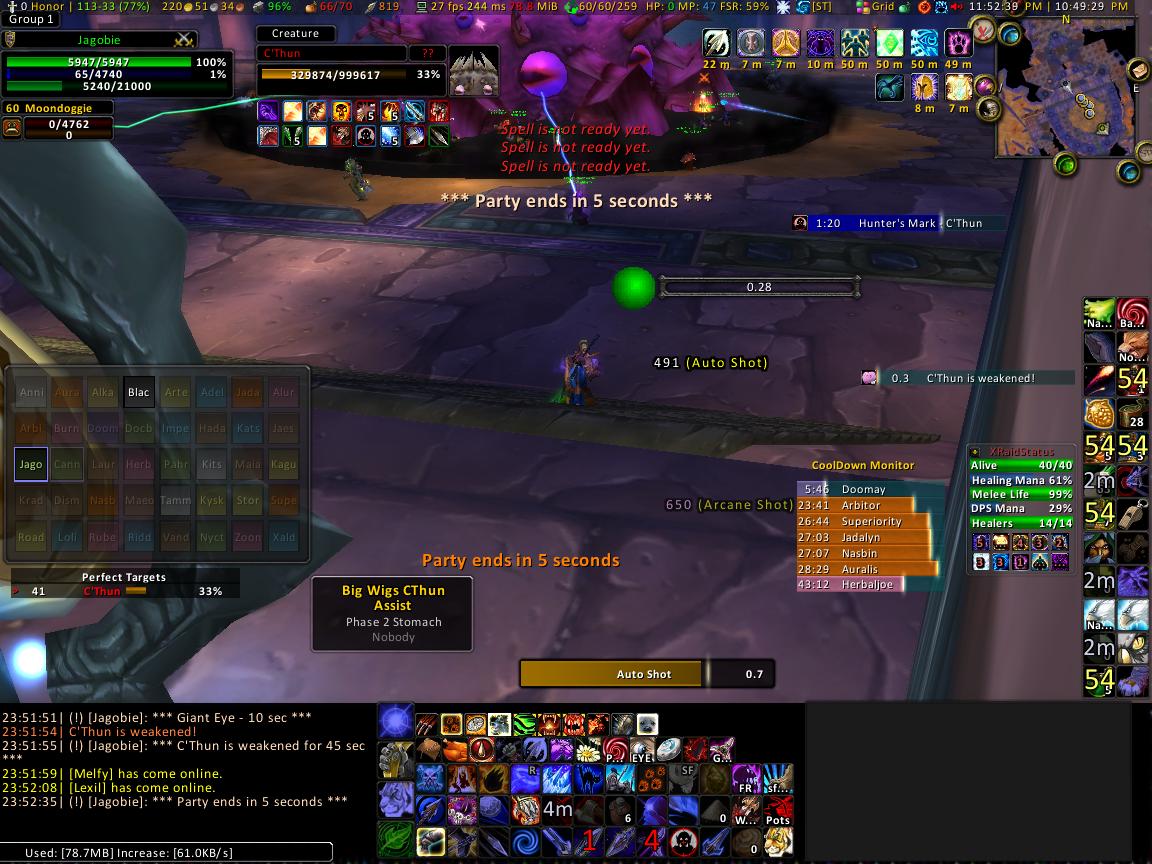 0 Honor | 113-33 (77%) 220 51 34 96% 66/70 819 27 fps 244 ms 78.8 MiB 60/60/259 HP: 0 MP: 47 FSR: 59% [ST] Grid 11:52:39 PM | 10:49:29 PM
Group 1
Jagobie
5947/5947 100%
65/4740 1%
5240/21000
60 Moondoggie
0/4762
0
Creature
C'Thun ??
329874/999617 33%
5 5
5 5
22 m 7 m 7 m 10 m 50 m 50 m 50 m 49 m
8 m 7 m
N
E
Spell is not ready yet.
Spell is not ready yet.
Spell is not ready yet.
*** Party ends in 5 seconds ***
1:20 Hunter's Mark - C'Thun
0.28
491 (Auto Shot)
0.3 C'Thun is weakened!
650 (Arcane Shot)
Anni Aura Alka Blac Arte Adel Jada Alur
Arbi Burn Doom Docb Impe Hada Kats Jaes
Jago Cann Laur Herb Pahr Kits Maia Kagu
Krad Dism Nasb Maeo Tamm Kysk Stor Supe
Road Loli Rube Ridd Vand Nyct Zoon Xald
Perfect Targets
> 41 C'Thun 33%
CoolDown Monitor
5:46 Doomay
23:41 Arbitor
26:44 Superiority
27:03 Jadalyn
27:07 Nasbin
28:29 Auralis
43:12 Herbaljoe
XRaidStatus
Alive 40/40
Healing Mana 61%
Melee Life 99%
DPS Mana 29%
Healers 14/14
Na... Ba...
No...
54
28
54 54
2m
54
2m
Na...
2m
54
Party ends in 5 seconds
Big Wigs CThun
Assist
Phase 2 Stomach
Nobody
Auto Shot 0.7
23:51:51| (!) [Jagobie]: *** Giant Eye - 10 sec ***
23:51:54| C'Thun is weakened!
23:51:55| (!) [Jagobie]: *** C'Thun is weakened for 45 sec
***
23:51:59| [Melfy] has come online.
23:52:08| [Lexil] has come online.
23:52:35| (!) [Jagobie]: *** Party ends in 5 seconds ***
Used: [78.7MB] Increase: [61.0KB/s]
P... EYE G...
R SF FR sf...
4m 6 0 W... Pots
1 4 0